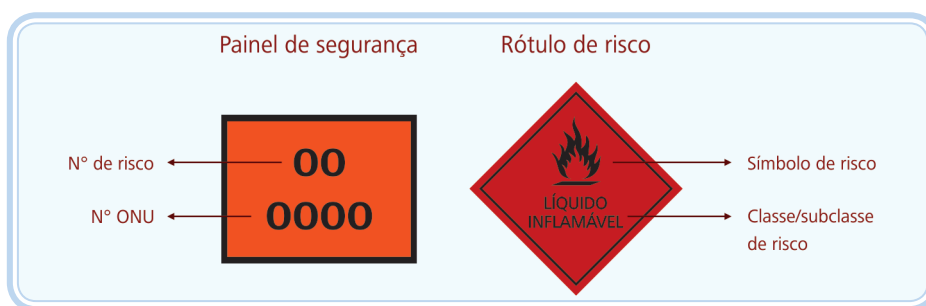 Painel de segurança
Rótulo de risco
N° de risco
00
N° ONU
0000
LÍQUIDO
INFLAMÁVEL
Símbolo de risco
Classe/subclasse
de risco